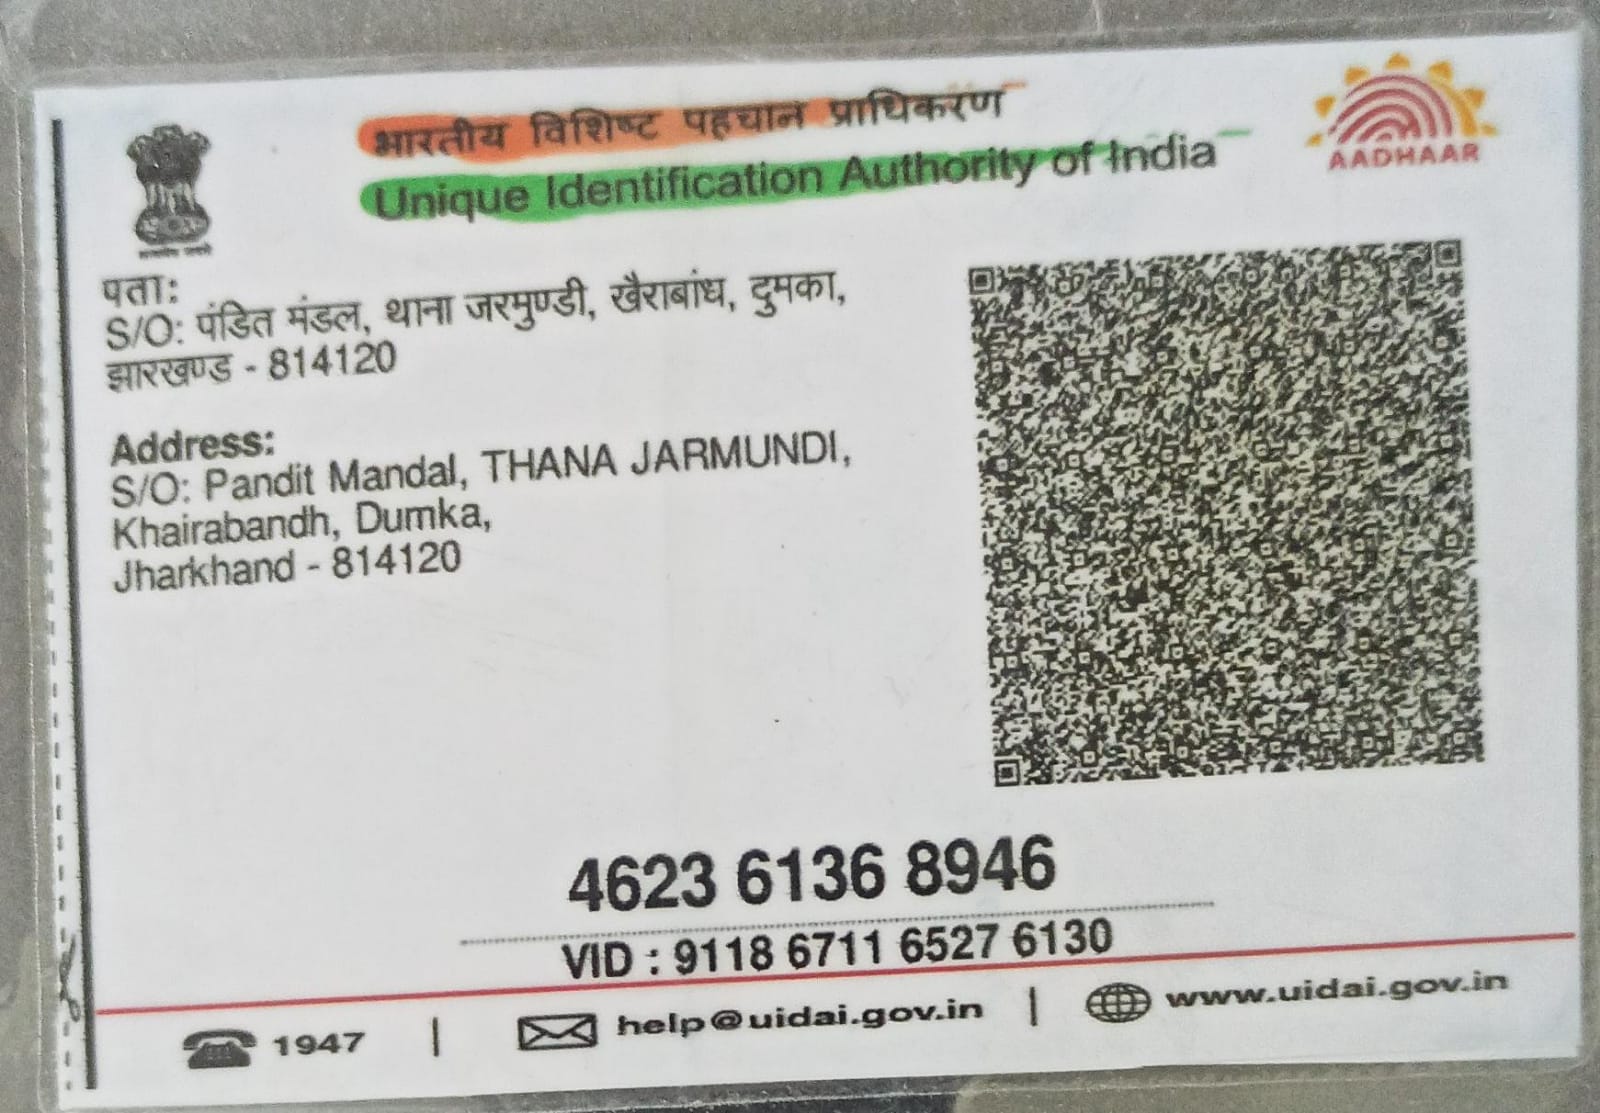 भारतीय विशिष्ट पहचान प्राधिकरण
Unique Identification Authority of India
AADHAAR
पता:
S/O: पंडित मंडल, थाना जरमुण्डी, खैराबांध, दुमका,
झारखण्ड - 814120
Address:
S/O: Pandit Mandal, THANA JARMUNDI,
Khairabandh, Dumka,
Jharkhand - 814120
4623 6136 8946
VID : 9118 6711 6527 6130
1947 | help@uidai.gov.in | www.uidai.gov.in